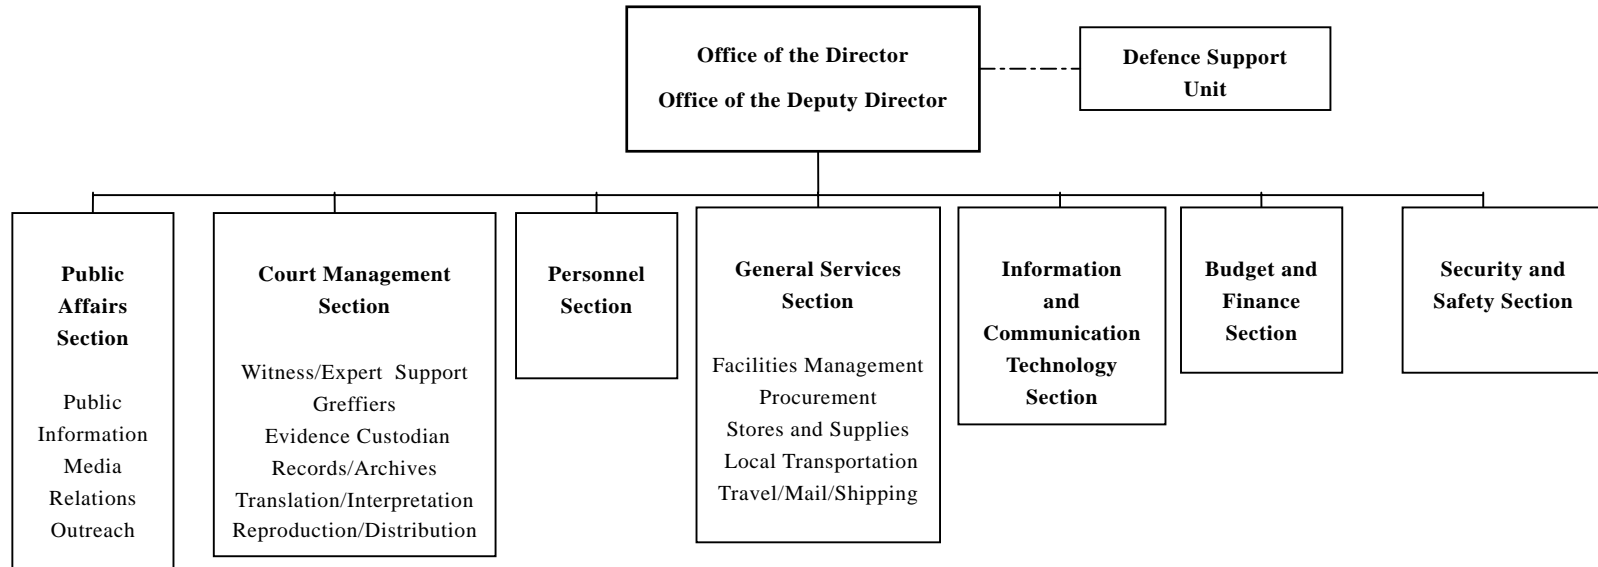 Office of the Director
Office of the Deputy Director
Defence Support
Unit
Public
Affairs
Section
Public
Information
Media
Relations
Outreach
Court Management
Section
Witness/Expert Support
Greffiers
Evidence Custodian
Records/Archives
Translation/Interpretation
Reproduction/Distribution
Personnel
Section
General Services
Section
Facilities Management
Procurement
Stores and Supplies
Local Transportation
Travel/Mail/Shipping
Information
and
Communication
Technology
Section
Budget and
Finance
Section
Security and
Safety Section